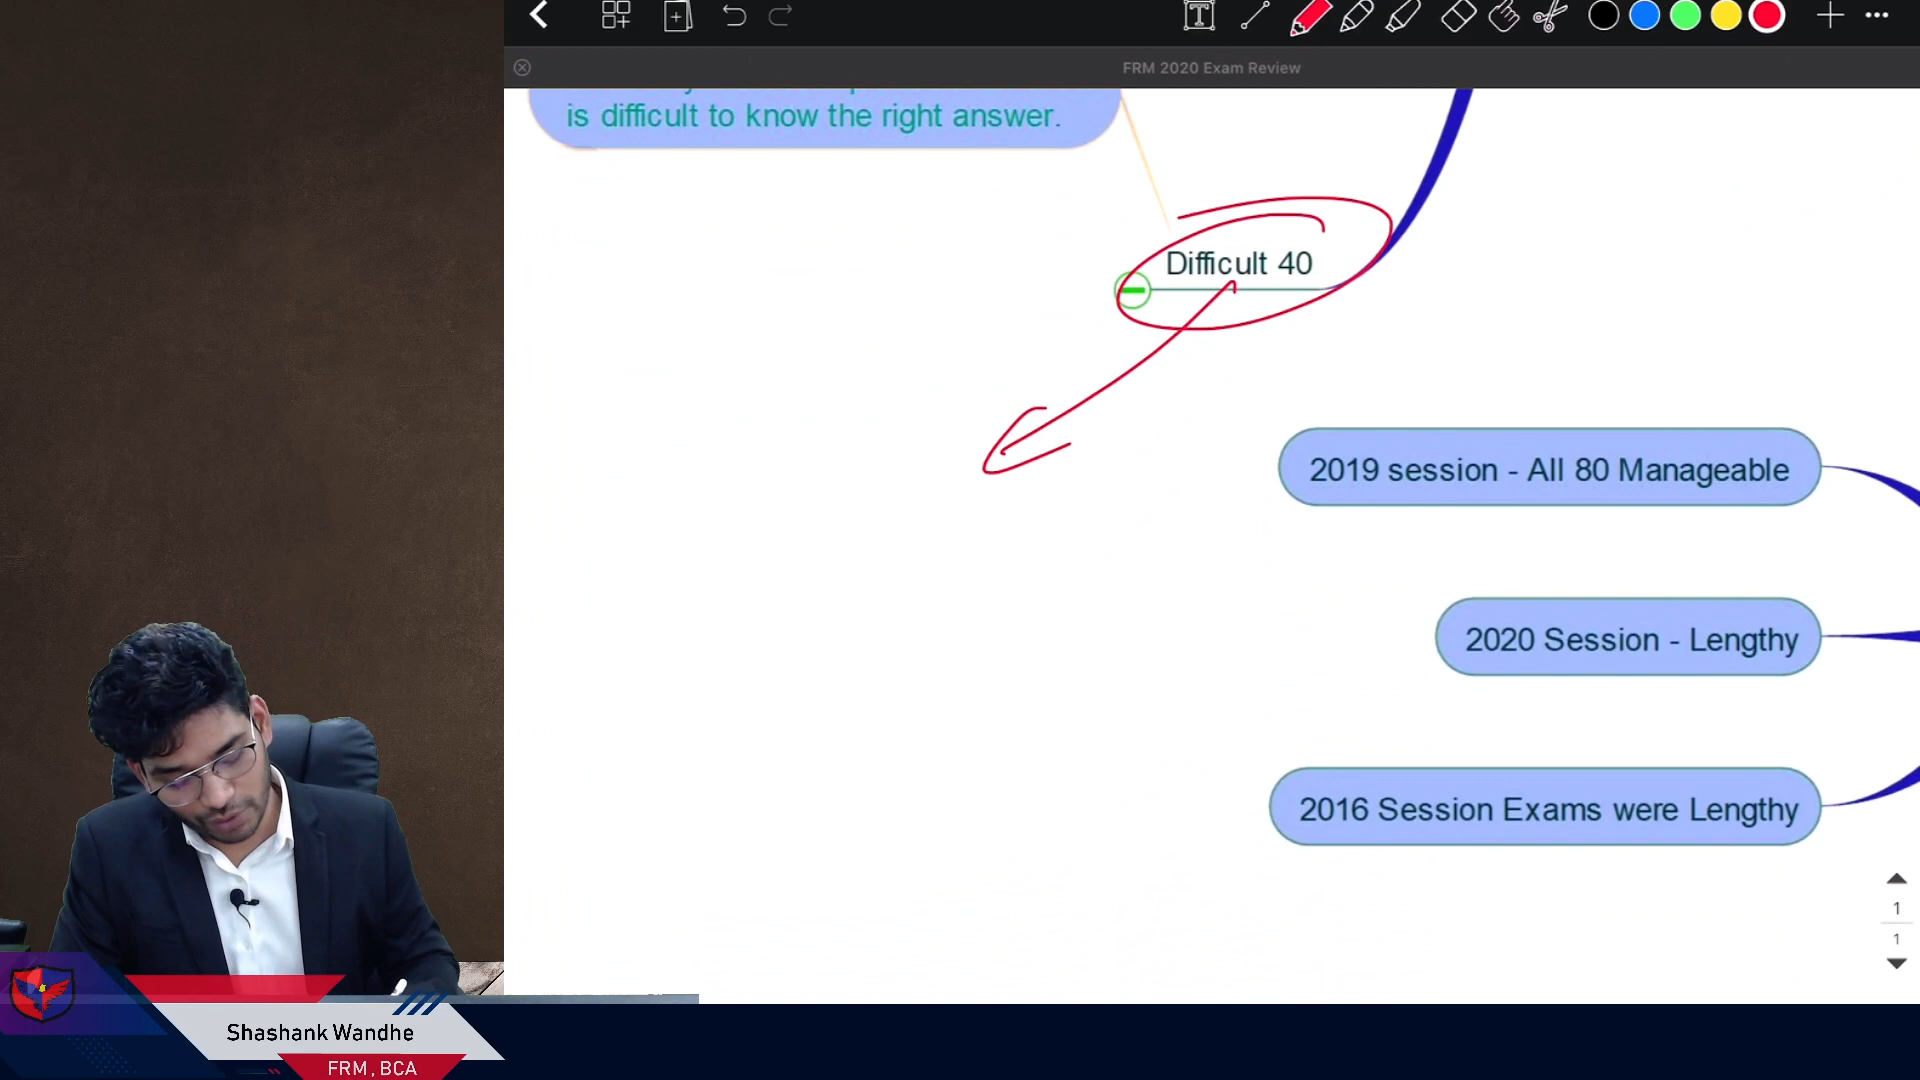 FRM 2020 Exam Review
is difficult to know the right answer.
Difficult 40
2019 session - All 80 Manageable
2020 Session - Lengthy
2016 Session Exams were Lengthy
1
1
Shashank Wandhe
FRM, BCA